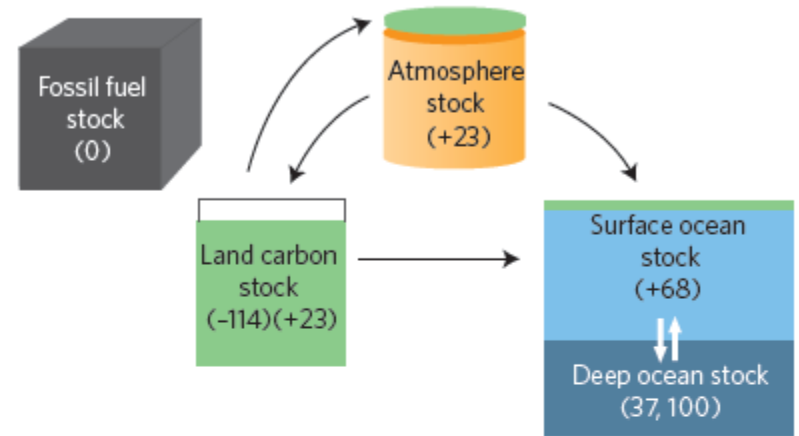 Fossil fuel
stock
(0)
Atmosphere
stock
(+23)
Land carbon
stock
(–114)(+23)
Surface ocean
stock
(+68)
Deep ocean stock
(37, 100)